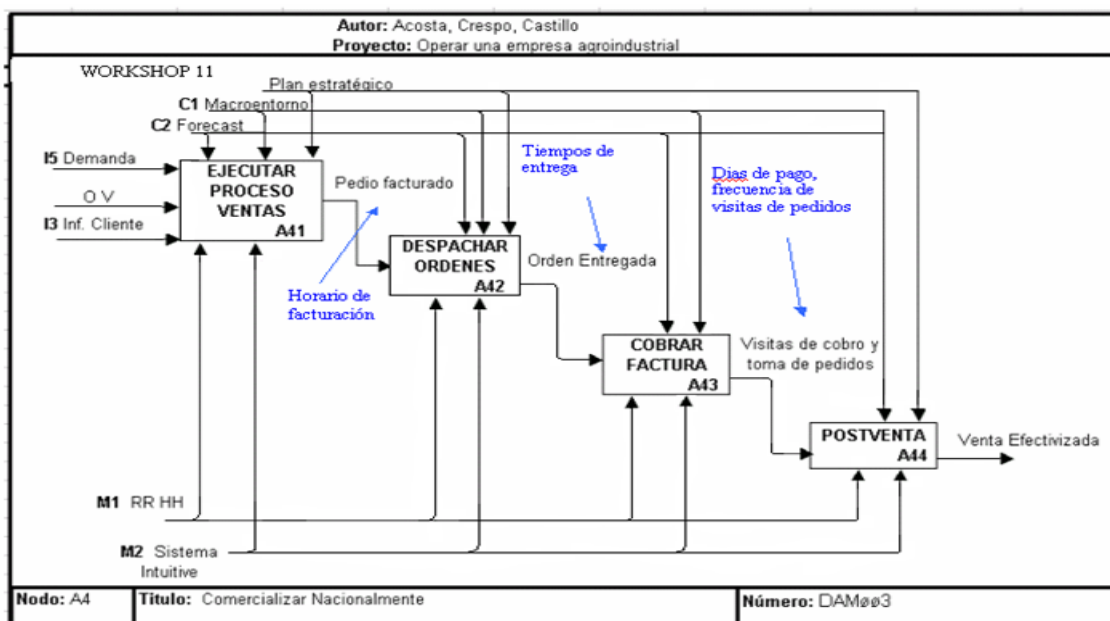 Autor: Acosta, Crespo, Castillo
Proyecto: Operar una empresa agroindustrial
WORKSHOP 11
Plan estratégico
C1 Macroentorno
C2 Forecast
I5 Demanda
O V
I3 Inf. Cliente
EJECUTAR
PROCESO
VENTAS
A41
Pedio facturado
Tiempos de
entrega
Dias de pago,
frecuencia de
visitas de pedidos
Horario de
facturación
DESPACHAR
ORDENES
A42
Orden Entregada
COBRAR
FACTURA
A43
Visitas de cobro y
toma de pedidos
POSTVENTA
A44
Venta Efectivizada
M1 RR HH
M2 Sistema
Intuitive
Nodo: A4
Titulo: Comercializar Nacionalmente
Número: DAMøø3